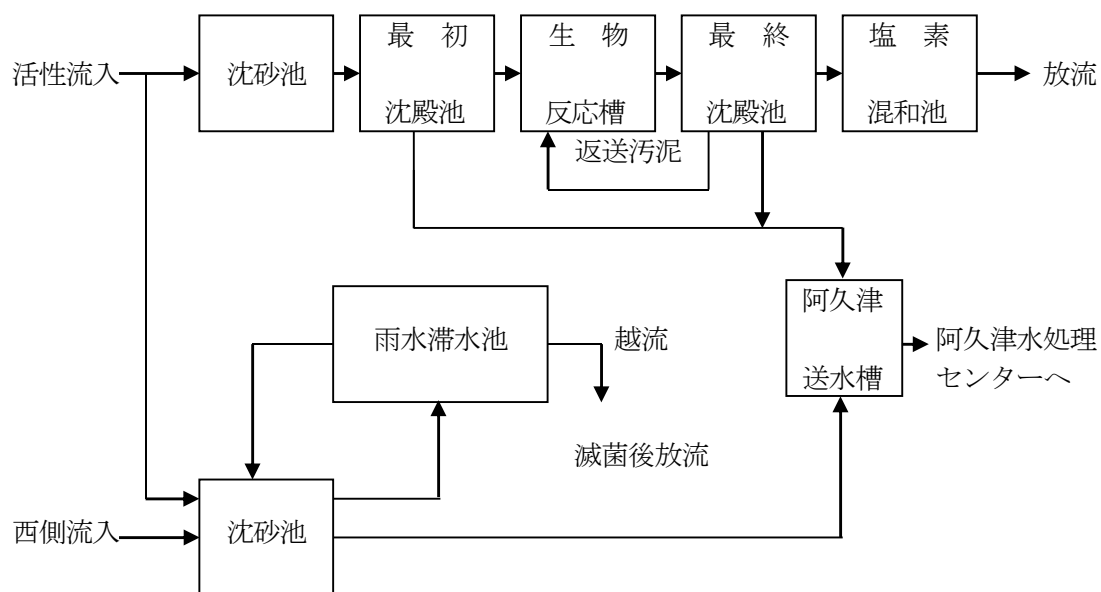 最 初
生 物
最 終
塩 素
活性流入
沈砂池
放流
沈殿池
反応槽
沈殿池
混和池
返送汚泥
阿久津
雨水滞水池
越流
阿久津水処理
センターへ
送水槽
滅菌後放流
西側流入
沈砂池